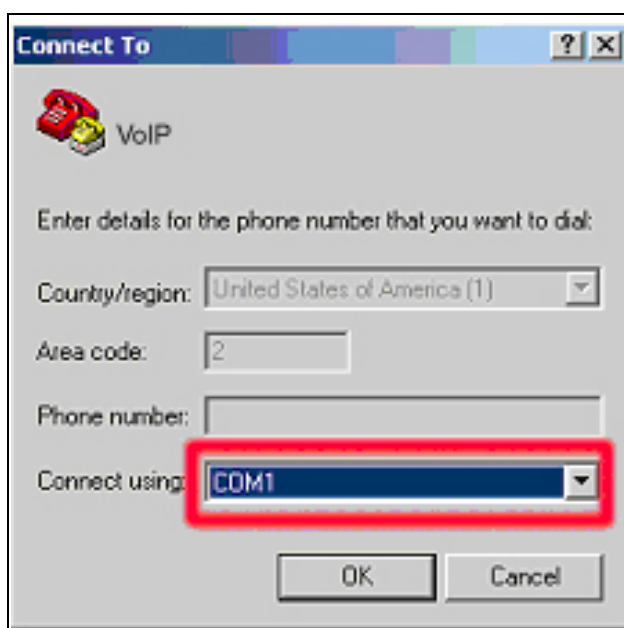 Connect To
VoIP
Enter details for the phone number that you want to dial:
Country/region: United States of America (1)
Area code: 2
Phone number:
Connect using: COM1
OK Cancel